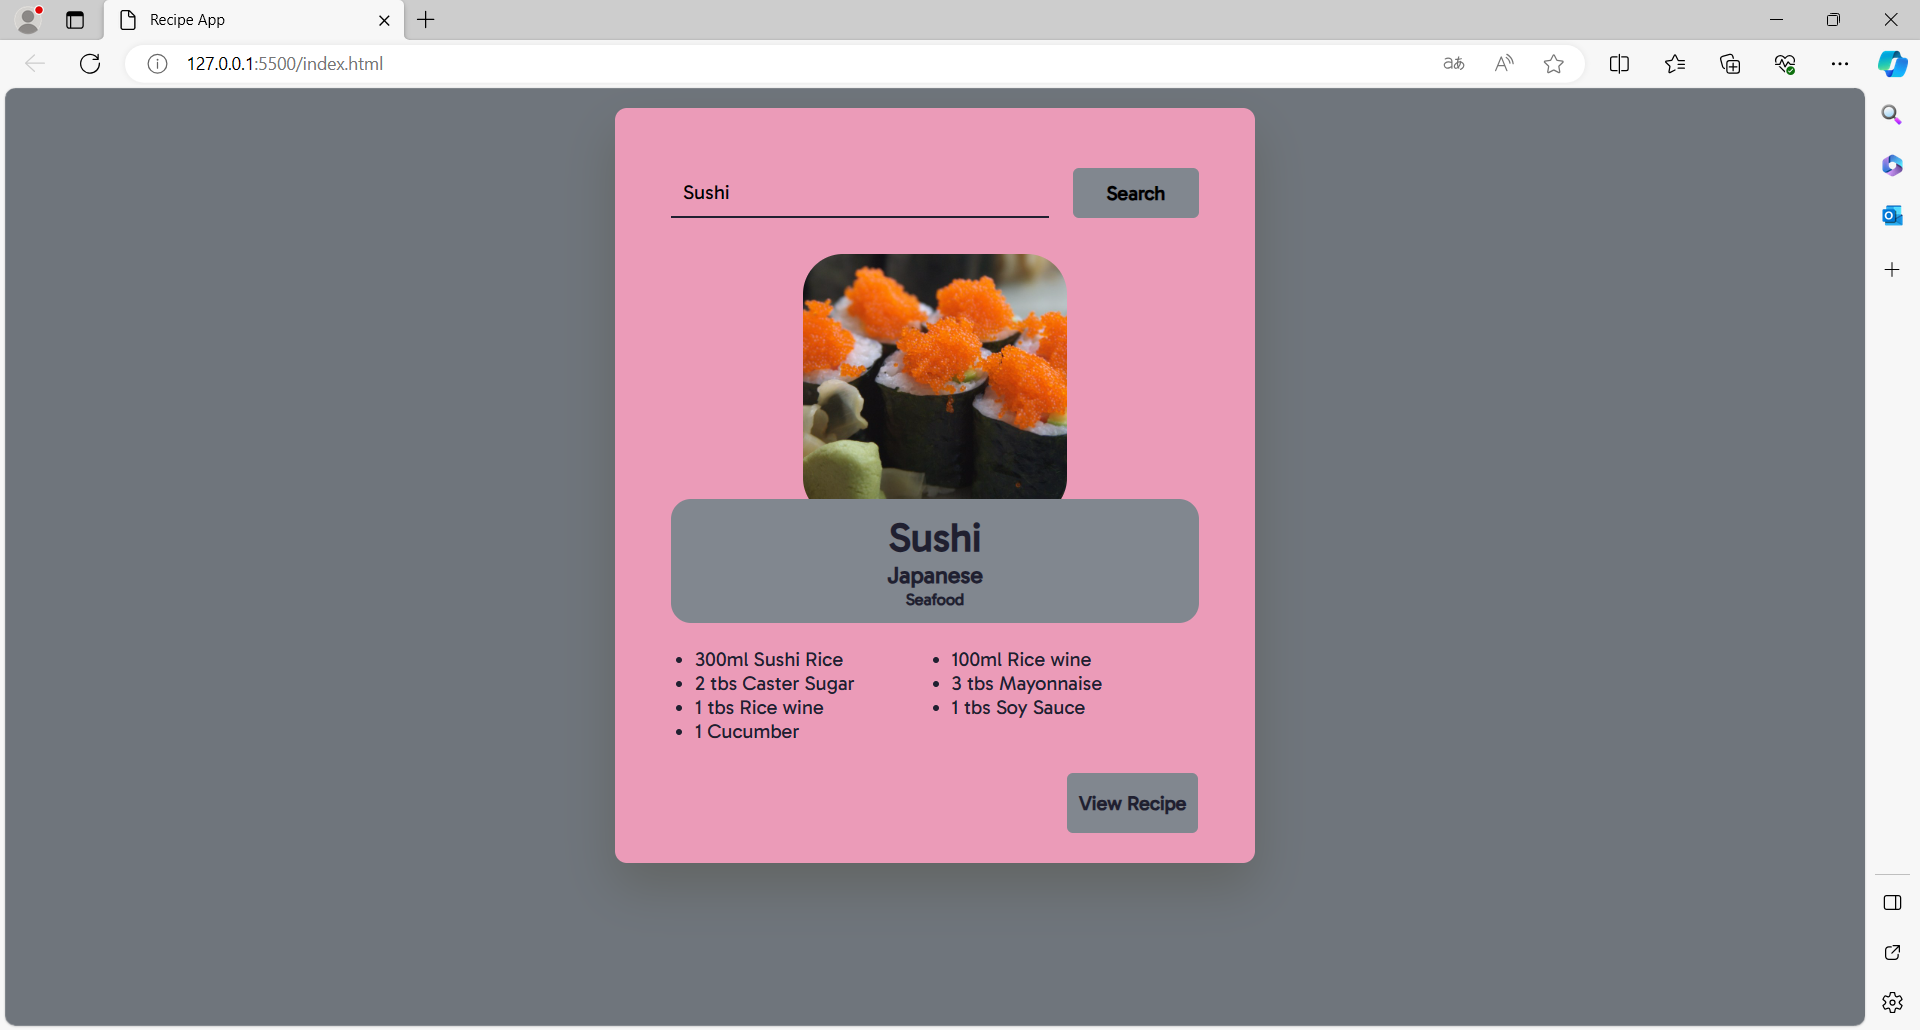 Recipe App
127.0.0.1:5500/index.html
aあ
Sushi
Search
Sushi
Japanese
Seafood
300ml Sushi Rice
2 tbs Caster Sugar
1 tbs Rice wine
1 Cucumber
100ml Rice wine
3 tbs Mayonnaise
1 tbs Soy Sauce
View Recipe